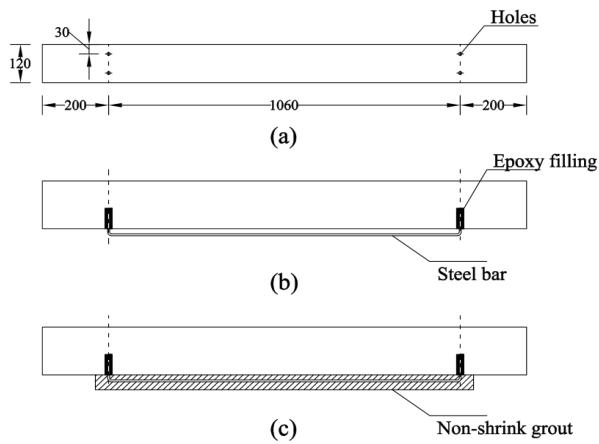 30
Holes
120
200
1060
200
(a)
Epoxy filling
Steel bar
(b)
Non-shrink grout
(c)